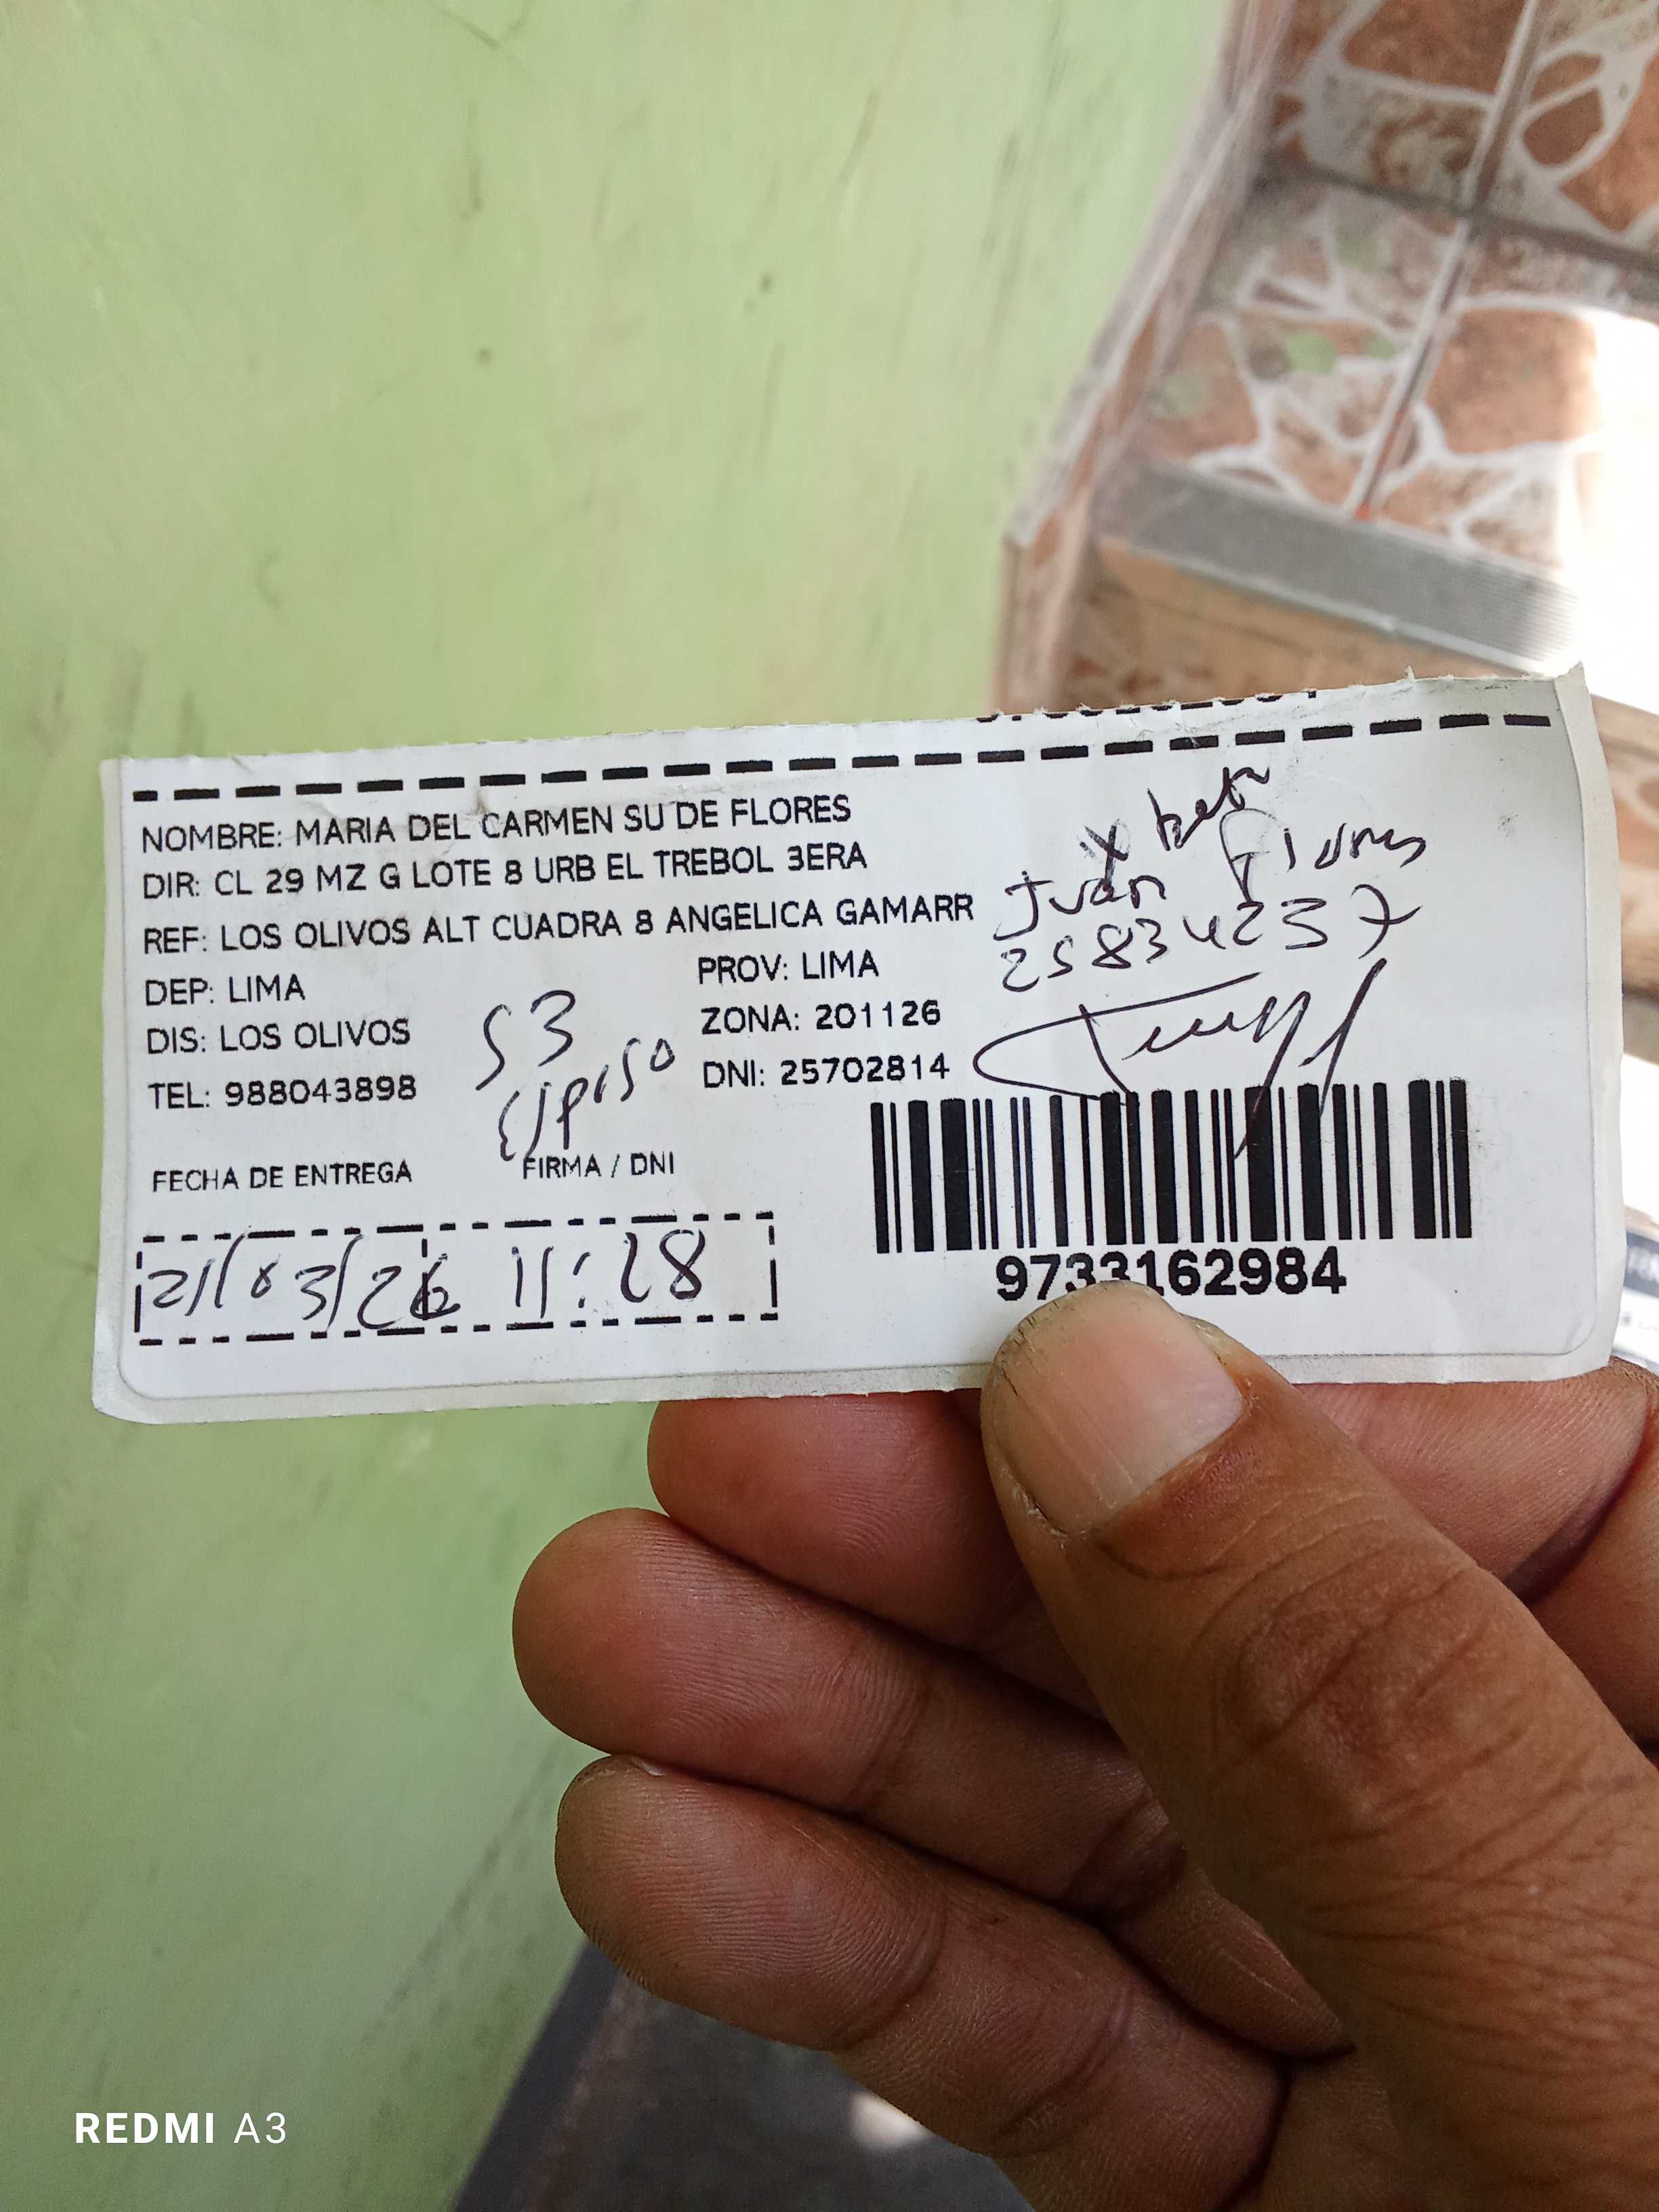 NOMBRE: MARIA DEL CARMEN SU DE FLORES
DIR: CL 29 MZ G LOTE 8 URB EL TREBOL 3ERA
REF: LOS OLIVOS ALT CUADRA 8 ANGELICA GAMARR
DEP: LIMA
PROV: LIMA
DIS: LOS OLIVOS
ZONA: 201126
TEL: 988043898
DNI: 25702814
53
piso
Juan Flores
25834237
FECHA DE ENTREGA
FIRMA / DNI
21/03/26 11:28
9733162984
REDMI A3